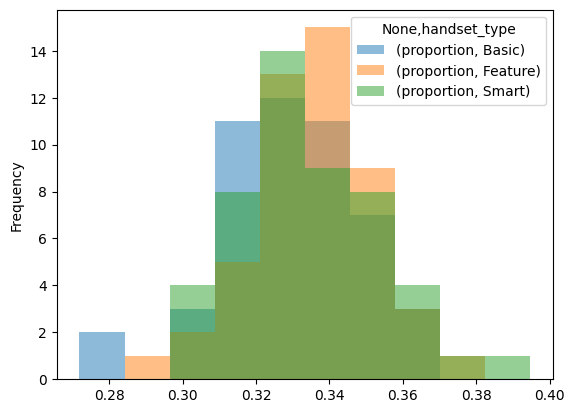 None,handset_type
(proportion, Basic)
(proportion, Feature)
(proportion, Smart)
Frequency
14
12
10
8
6
4
2
0
0.28 0.30 0.32 0.34 0.36 0.38 0.40